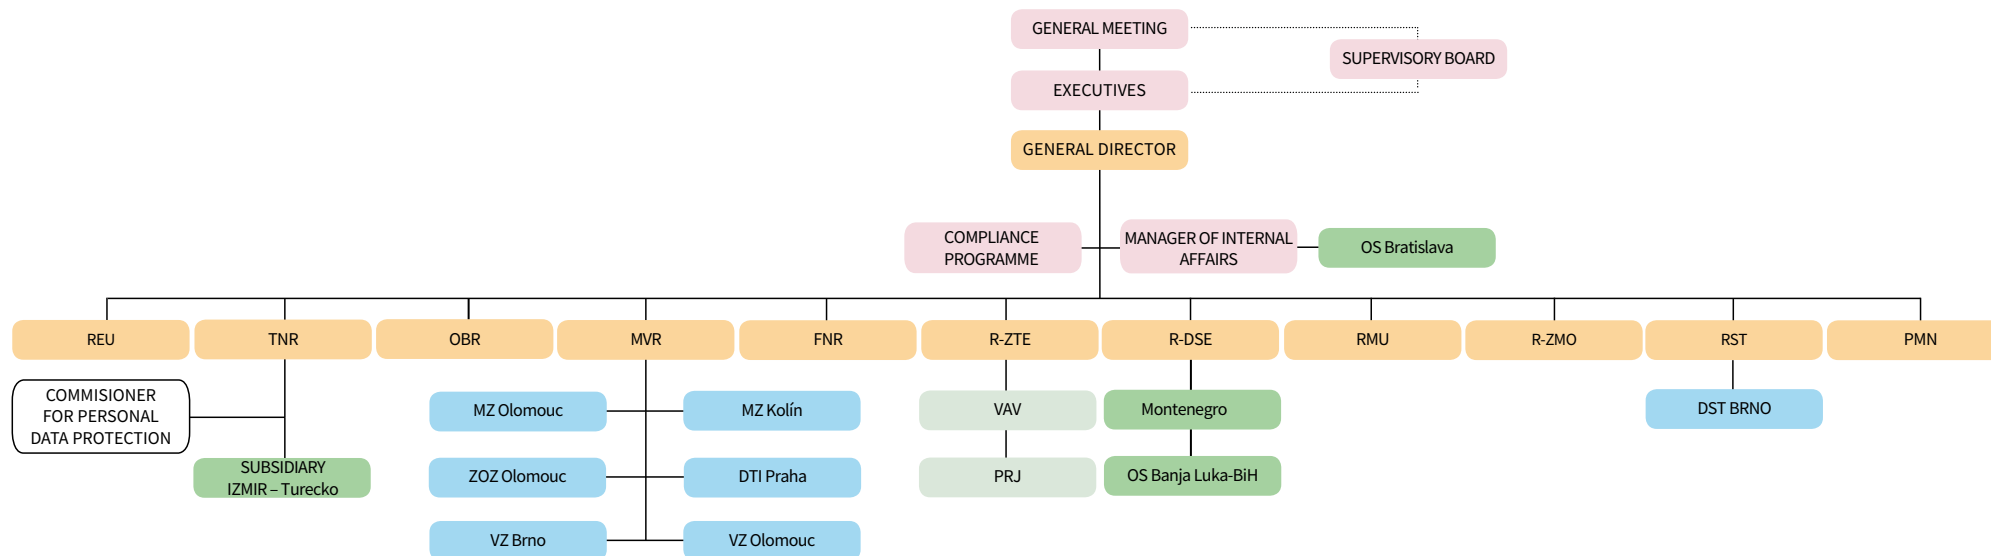 GENERAL MEETING
SUPERVISORY BOARD
EXECUTIVES
GENERAL DIRECTOR
COMPLIANCE
PROGRAMME
MANAGER OF INTERNAL
AFFAIRS
OS Bratislava
REU
TNR
OBR
MVR
FNR
R-ZTE
R-DSE
RMU
R-ZMO
RST
PMN
COMMISIONER
FOR PERSONAL
DATA PROTECTION
MZ Olomouc
MZ Kolín
VAV
Montenegro
DST BRNO
SUBSIDIARY
IZMIR – Turecko
ZOZ Olomouc
DTI Praha
PRJ
OS Banja Luka-BiH
VZ Brno
VZ Olomouc